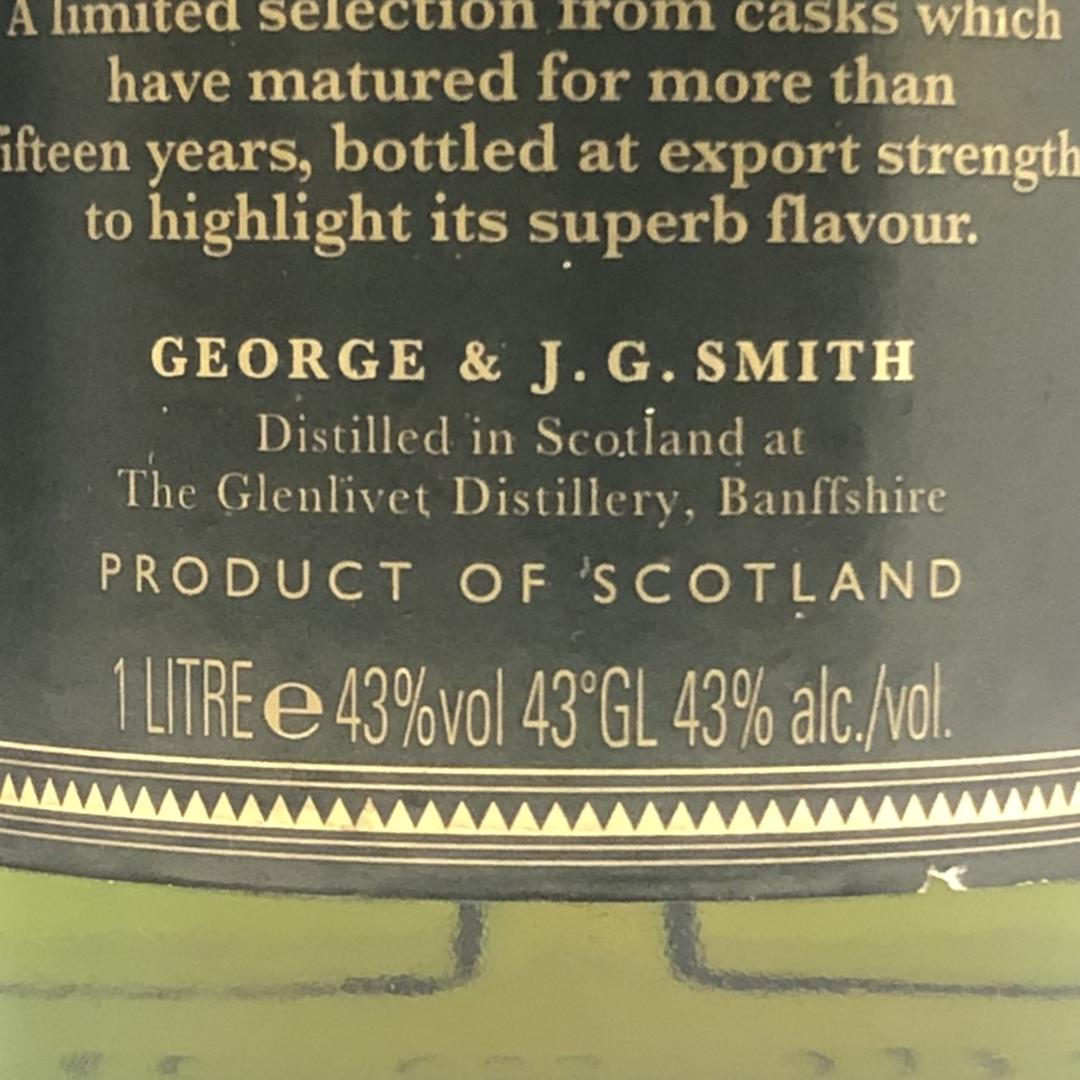 A limited selection from casks which
have matured for more than
ifteen years, bottled at export strength
to highlight its superb flavour.
GEORGE & J. G. SMITH
Distilled in Scotland at
The Glenlivet Distillery, Banffshire
PRODUCT OF SCOTLAND
1 LITRE e 43%vol 43°GL 43% alc./vol.